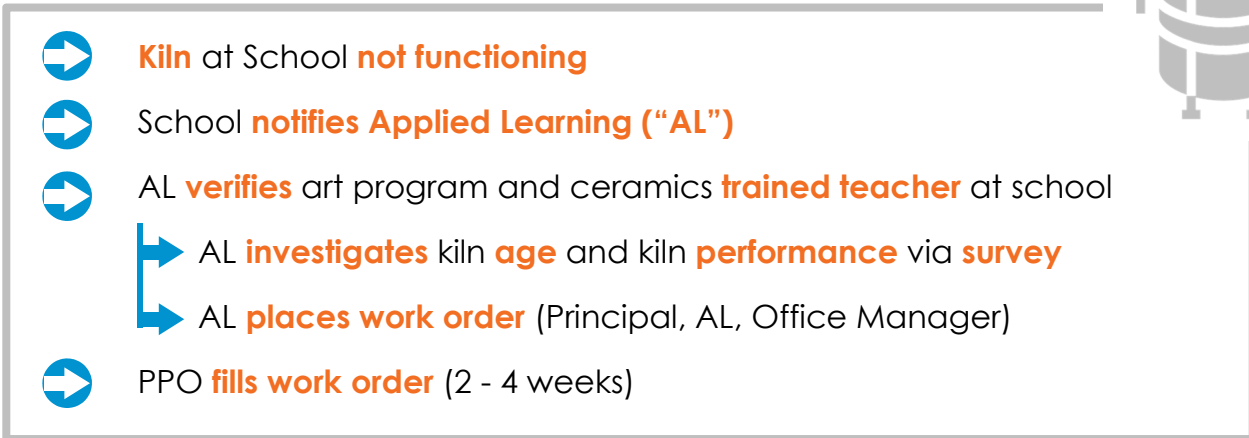 Kiln at School not functioning
School notifies Applied Learning (“AL”)
AL verifies art program and ceramics trained teacher at school
AL investigates kiln age and kiln performance via survey
AL places work order (Principal, AL, Office Manager)
PPO fills work order (2 - 4 weeks)